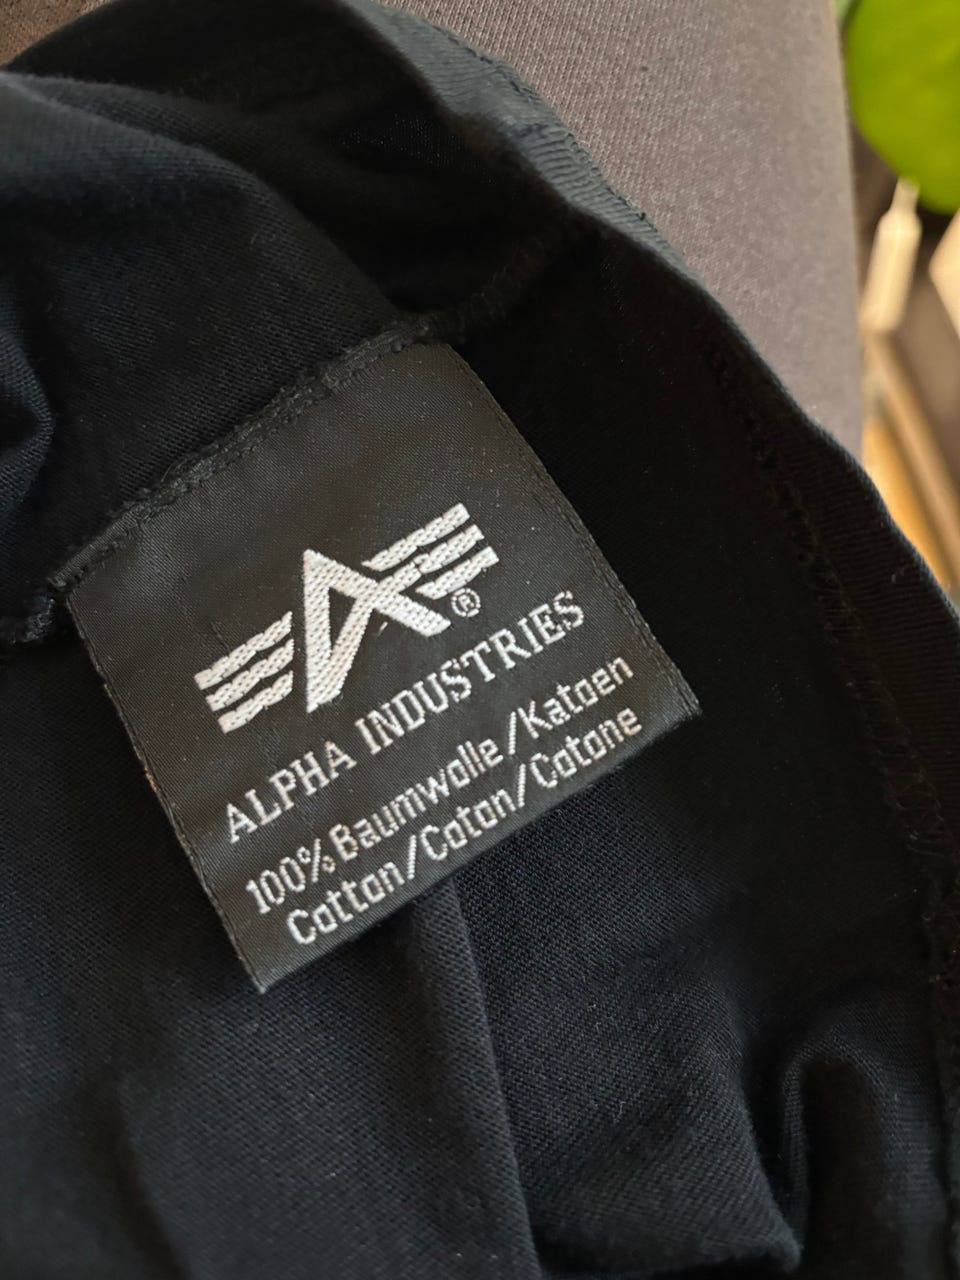 ®
ALPHA INDUSTRIES
100% Baumwolle/Katoen
Cotton/Coton/Cotone